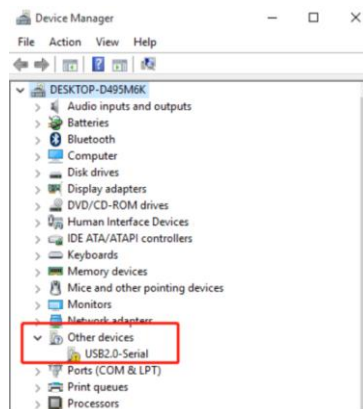 Device Manager
File Action View Help
DESKTOP-D495M6K
Audio inputs and outputs
Batteries
Bluetooth
Computer
Disk drives
Display adapters
DVD/CD-ROM drives
Human Interface Devices
IDE ATA/ATAPI controllers
Keyboards
Memory devices
Mice and other pointing devices
Monitors
Network adapters
Other devices
USB2.0-Serial
Ports (COM & LPT)
Print queues
Processors